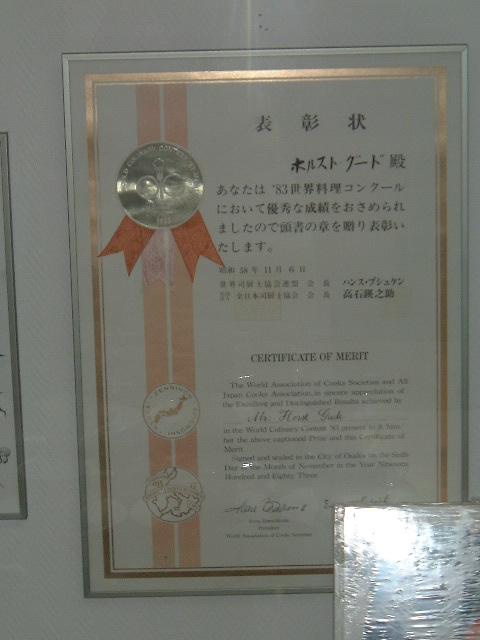 表彰状
ホルスト・グード殿
あなたは'83世界料理コンクール
において優秀な成績をおさめられ
ましたので頭書の章を贈り表彰い
たします。
昭和58年11月6日
世界司厨士協会連盟 会長 ハンス・ブシュケン
全日本司厨士協会 会長 高石鍈之助
CERTIFICATE OF MERIT
The World Association of Cooks Societies and All
Japan Cooks Association, in sincere appreciation of
the Excellent and Distinguished Results achieved by
Mr. Horst Gude
in the World Culinary Contest '83 present to him/
her the above captioned Prize and this Certificate of
Merit
Signed and sealed in the City of Osaka on the Sixth
Day of the Month of November in the Year Nineteen
Hundred and Eighty Three
President
World Association of Cooks Societies